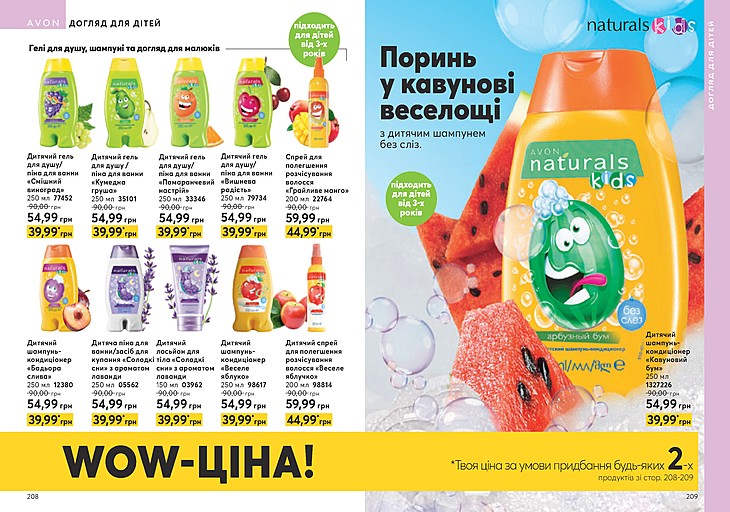 AVON ДОГЛЯД ДЛЯ ДІТЕЙ
Гелі для душу, шампуні та догляд для малюків
підходить
для дітей
від 3-х
років
Дитячий гель
для душу/
піна для ванни
«Смішний
виноград»
250 мл 77452
90,00 грн
54,99 грн
39,99* грн
Дитячий гель
для душу /
піна для ванни
«Кумедна
груша»
250 мл 35101
90,00 грн
54,99 грн
39,99* грн
Дитячий гель
для душу/
піна для ванни
«Помаранчевий
настрій»
250 мл 33346
90,00 грн
54,99 грн
39,99* грн
Дитячий гель
для душу/
піна для ванни
«Вишнева
радість»
250 мл 79734
90,00 грн
54,99 грн
39,99* грн
Спрей для
полегшення
розчісування
волосся
«Грайливе манго»
200 мл 22764
90,00 грн
59,99 грн
44,99* грн
Дитячий
шампунь-
кондиціонер
«Бадьора
слива»
250 мл 12380
90,00 грн
54,99 грн
39,99* грн
Дитяча піна для
ванни/засіб для
купання «Солодкі
сни» з ароматом
лаванди
250 мл 05562
90,00 грн
54,99 грн
39,99* грн
Дитячий
лосьйон для
тіла «Солодкі
сни» з ароматом
лаванди
150 мл 03962
90,00 грн
54,99 грн
39,99* грн
Дитячий
шампунь-
кондиціонер
«Веселе
яблуко»
250 мл 98617
90,00 грн
54,99 грн
39,99* грн
Дитячий спрей
для полегшення
розчісування
волосся «Веселе
яблучко»
200 мл 98814
90,00 грн
59,99 грн
44,99* грн
WOW-ЦІНА!
208
naturals kids
ДОГЛЯД ДЛЯ ДІТЕЙ
Поринь
у кавунові
веселощі
з дитячим шампунем
без сліз.
підходить
для дітей
від 3-х
років
AVON
naturals
kids
без
слез
арбузный бум
детский шампунь-кондиционер
Дитячий
шампунь-
кондиціонер
«Кавуновий
бум»
250 мл
1327226
90,00 грн
54,99 грн
39,99* грн
*Твоя ціна за умови придбання будь-яких 2-х
продуктів зі стор. 208-209
209